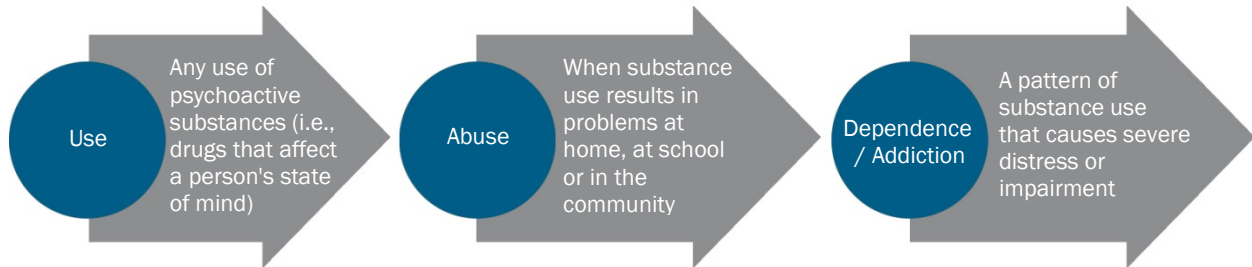 Use
Any use of
psychoactive
substances (i.e.,
drugs that affect
a person's state
of mind)
Abuse
When substance
use results in
problems at
home, at school
or in the
community
Dependence
/ Addiction
A pattern of
substance use
that causes severe
distress or
impairment